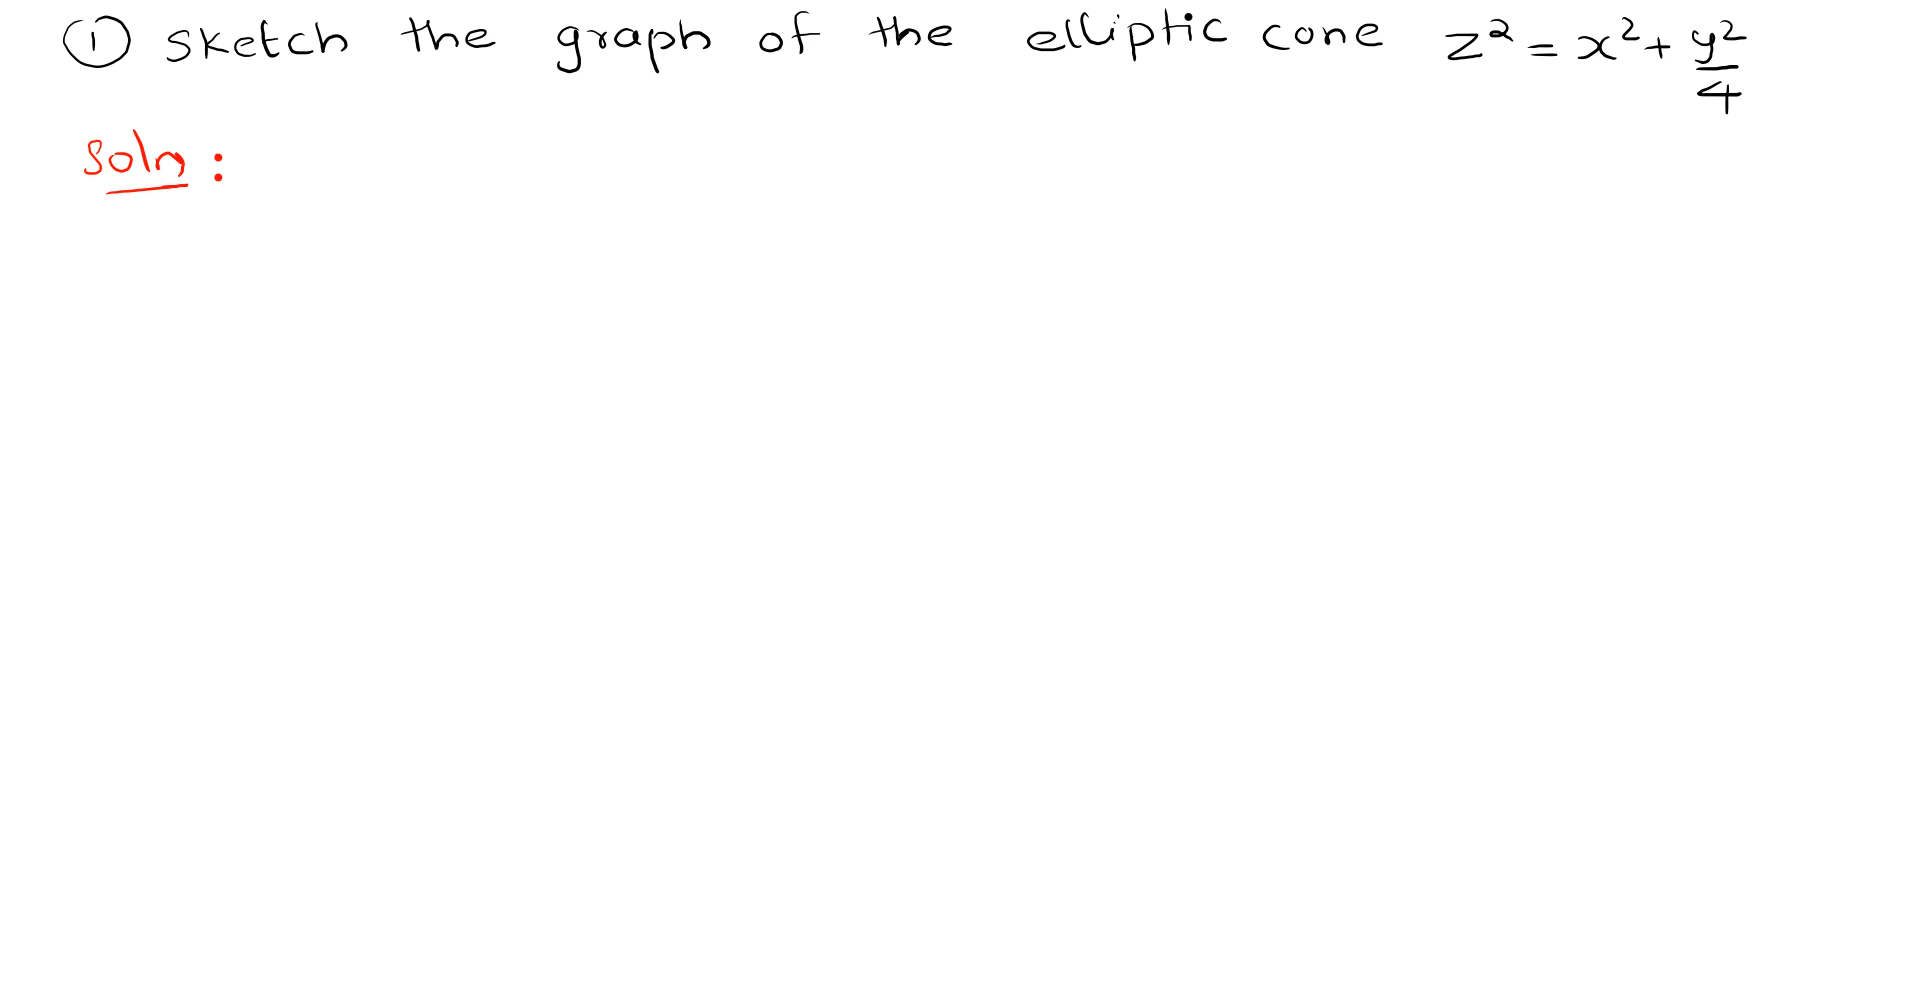 ① sketch the graph of the elliptic cone z² = x² + y²/4
Soln :